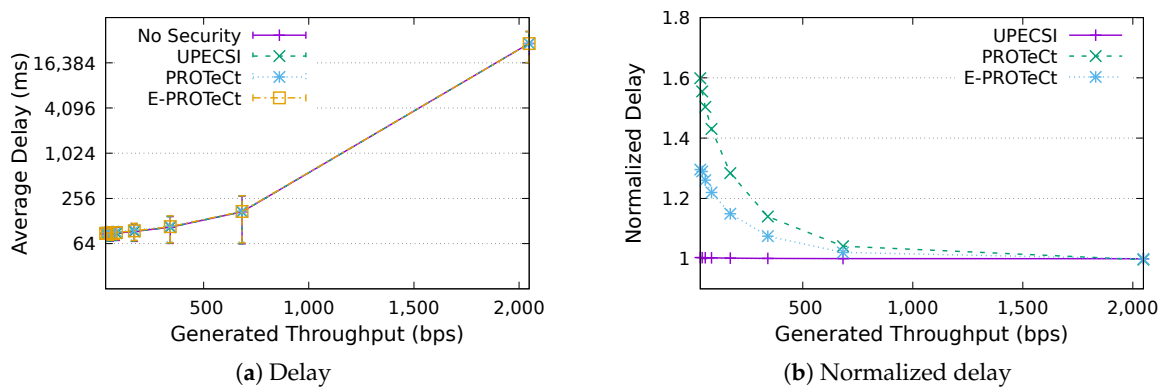 No Security
UPECSI
PROTeCt
E-PROTeCt
16,384
4,096
1,024
256
64
Average Delay (ms)
500
1,000
1,500
2,000
Generated Throughput (bps)
(a) Delay
UPECSI
PROTeCt
E-PROTeCt
1.8
1.6
1.4
1.2
1
Normalized Delay
500
1,000
1,500
2,000
Generated Throughput (bps)
(b) Normalized delay